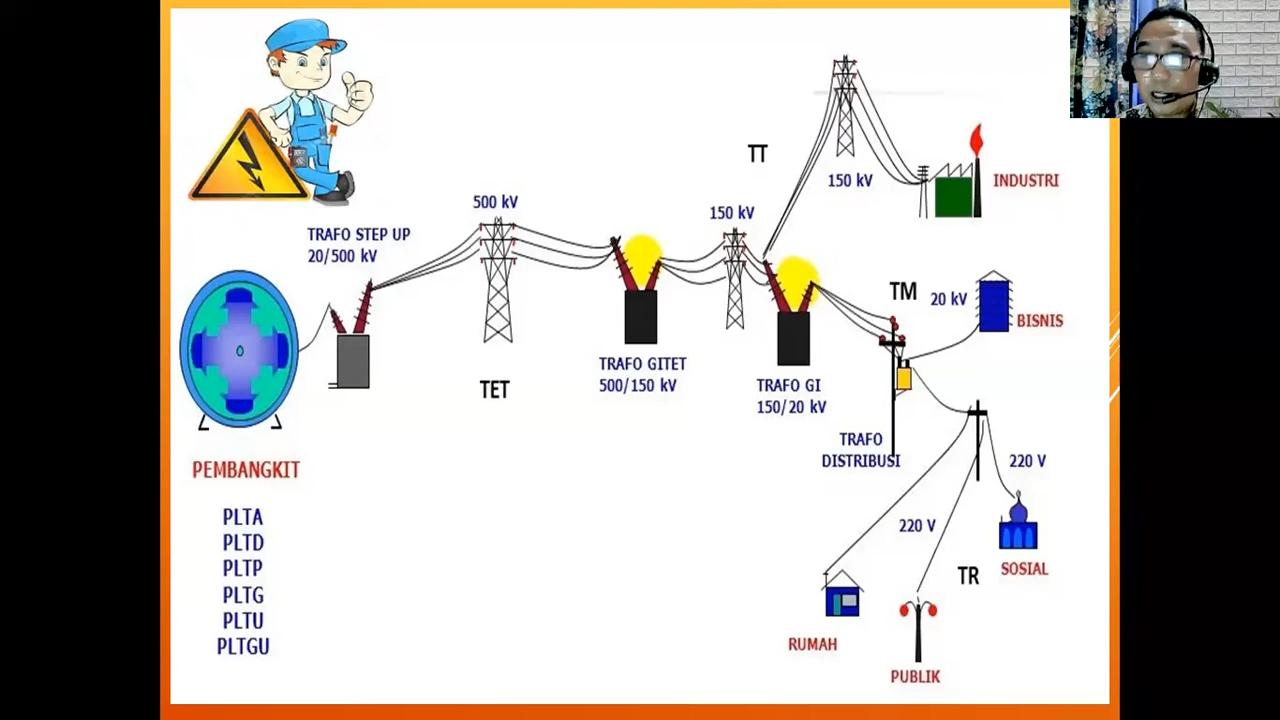 TT
150 kV
INDUSTRI
500 kV
150 kV
TRAFO STEP UP
20/500 kV
TM
20 kV
BISNIS
TRAFO GITET
500/150 kV
TET
TRAFO GI
150/20 kV
TRAFO
DISTRIBUSI
PEMBANGKIT
220 V
PLTA
PLTD
PLTP
PLTG
PLTU
PLTGU
220 V
TR
SOSIAL
RUMAH
PUBLIK